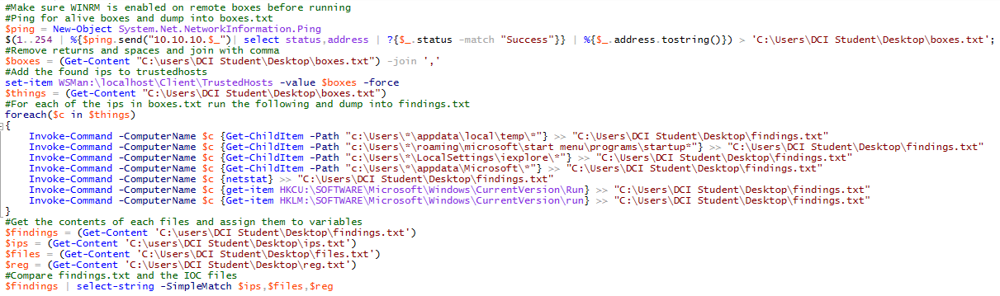 #Make sure WINRM is enabled on remote boxes before running
#Ping for alive boxes and dump into boxes.txt
$ping = New-Object System.Net.NetworkInformation.Ping
$(1..254 | %{$ping.send("10.10.10.$_")| select status,address | ?{$_.status -match "Success"}} | %{$_.address.tostring()}) > 'C:\Users\DCI Student\Desktop\boxes.txt';
#Remove returns and spaces and join with comma
$boxes = (Get-Content "C:\users\DCI Student\Desktop\boxes.txt") -join ','
#Add the found ips to trustedhosts
set-item WSMan:\localhost\Client\TrustedHosts -value $boxes -force
$things = (Get-Content "C:\Users\DCI Student\Desktop\boxes.txt")
#For each of the ips in boxes.txt run the following and dump into findings.txt
foreach($c in $things)
{
    Invoke-Command -ComputerName $c {Get-ChildItem -Path "c:\Users\*\appdata\local\temp\*"} >> "C:\Users\DCI Student\Desktop\findings.txt"
    Invoke-Command -ComputerName $c {Get-ChildItem -Path "c:\Users\*\roaming\microsoft\start menu\programs\startup*"} >> "C:\Users\DCI Student\Desktop\findings.txt"
    Invoke-Command -ComputerName $c {Get-ChildItem -Path "c:\Users\*\LocalSettings\iexplore\*"} >> "C:\Users\DCI Student\Desktop\findings.txt"
    Invoke-Command -ComputerName $c {Get-ChildItem -Path "c:\Users\*\appdata\Microsoft\*"} >> "C:\Users\DCI Student\Desktop\findings.txt"
    Invoke-Command -ComputerName $c {netstat} >> "C:\Users\DCI Student\Desktop\findings.txt"
    Invoke-Command -ComputerName $c {get-item HKCU:\SOFTWARE\Microsoft\Windows\CurrentVersion\Run} >> "C:\Users\DCI Student\Desktop\findings.txt"
    Invoke-Command -ComputerName $c {Get-item HKLM:\SOFTWARE\Microsoft\Windows\CurrentVersion\run} >> "C:\Users\DCI Student\Desktop\findings.txt"
}
#Get the contents of each files and assign them to variables
$findings = (Get-Content 'C:\users\DCI Student\Desktop\findings.txt')
$ips = (Get-Content 'C:\users\DCI Student\Desktop\ips.txt')
$files = (Get-Content 'C:\Users\DCI Student\Desktop\files.txt')
$reg = (Get-Content 'C:\Users\DCI Student\Desktop\reg.txt')
#Compare findings.txt and the IOC files
$findings | select-string -SimpleMatch $ips,$files,$reg